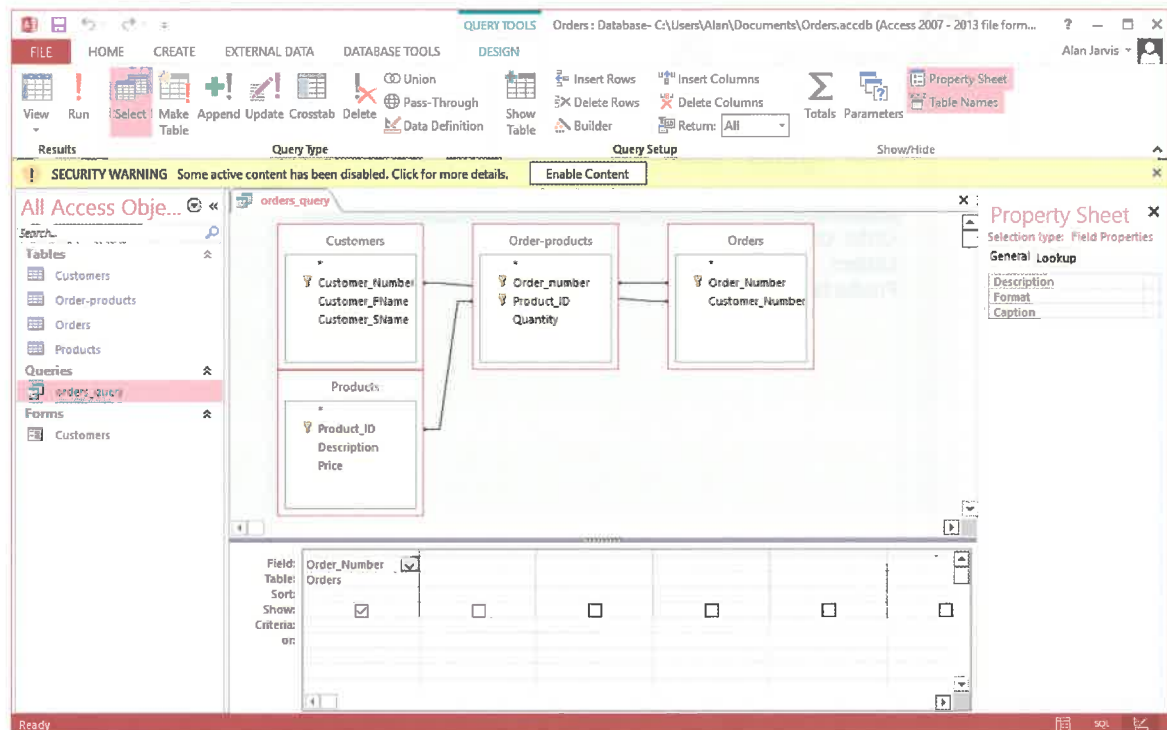 QUERY TOOLS Orders : Database- C:\Users\Alan\Documents\Orders.accdb (Access 2007 - 2013 file form... ?
FILE HOME CREATE EXTERNAL DATA DATABASE TOOLS DESIGN Alan Jarvis
View Run Select Make Table Append Update Crosstab Delete
Union
Pass-Through
Data Definition
Show Table
Insert Rows
Delete Rows
Builder
Insert Columns
Delete Columns
Return: All
Totals Parameters
Property Sheet
Table Names
Results Query Type Query Setup Show/Hide
! SECURITY WARNING Some active content has been disabled. Click for more details. Enable Content
All Access Obje... «
Search...
Tables
Customers
Order-products
Orders
Products
Queries
orders_query
Forms
Customers
orders_query
Customers
*
Customer_Number
Customer_FName
Customer_SName
Order-products
*
Order_number
Product_ID
Quantity
Orders
*
Order_Number
Customer_Number
Products
*
Product_ID
Description
Price
Property Sheet
Selection type: Field Properties
General Lookup
Description
Format
Caption
Field: Order_Number
Table: Orders
Sort:
Show:
Criteria:
or:
Ready SQL